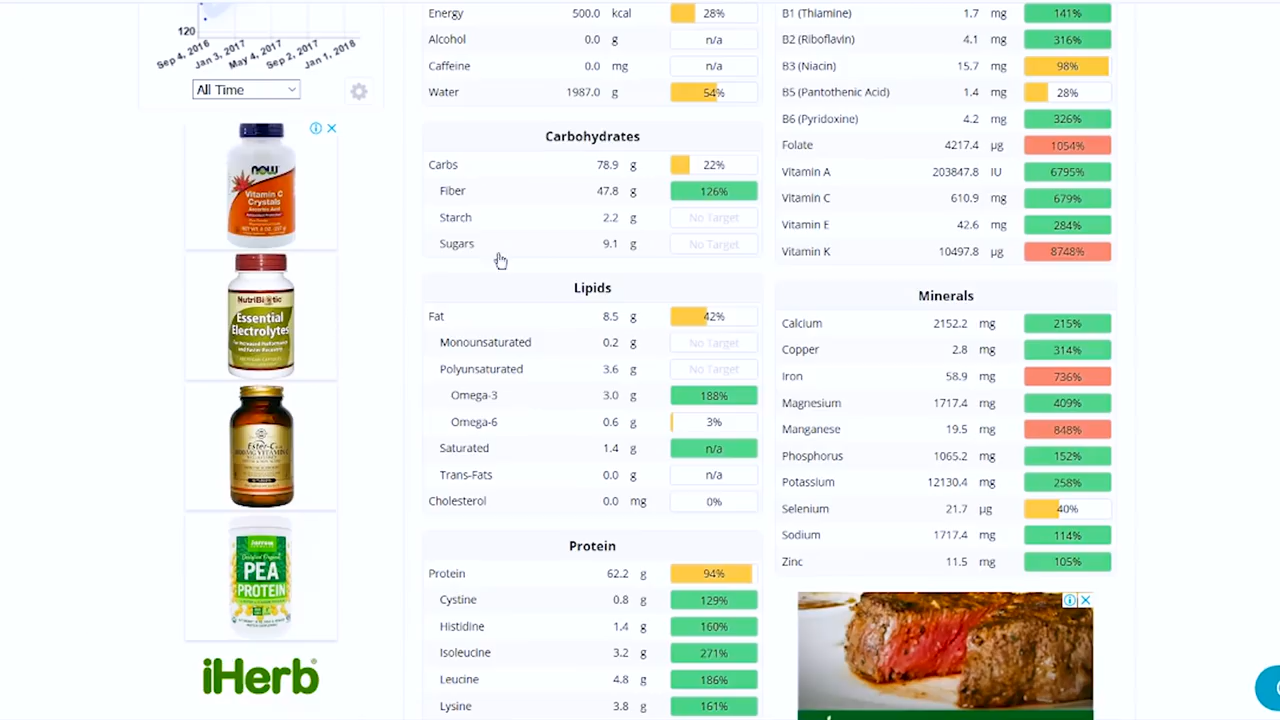 120
Sep 4, 2016
Jan 3, 2017
May 4, 2017
Sep 2, 2017
Jan 1, 2018
All Time
NOW
Vitamin C
Crystals
NutriBiotic
Essential
Electrolytes
Ester-C
PEA
PROTEIN
iHerb
Energy 500.0 kcal 28%
Alcohol 0.0 g n/a
Caffeine 0.0 mg n/a
Water 1987.0 g 54%
Carbohydrates
Carbs 78.9 g 22%
Fiber 47.8 g 126%
Starch 2.2 g No Target
Sugars 9.1 g No Target
Lipids
Fat 8.5 g 42%
Monounsaturated 0.2 g No Target
Polyunsaturated 3.6 g No Target
Omega-3 3.0 g 188%
Omega-6 0.6 g 3%
Saturated 1.4 g n/a
Trans-Fats 0.0 g n/a
Cholesterol 0.0 mg 0%
Protein
Protein 62.2 g 94%
Cystine 0.8 g 129%
Histidine 1.4 g 160%
Isoleucine 3.2 g 271%
Leucine 4.8 g 186%
Lysine 3.8 g 161%
B1 (Thiamine) 1.7 mg 141%
B2 (Riboflavin) 4.1 mg 316%
B3 (Niacin) 15.7 mg 98%
B5 (Pantothenic Acid) 1.4 mg 28%
B6 (Pyridoxine) 4.2 mg 326%
Folate 4217.4 µg 1054%
Vitamin A 203847.8 IU 6795%
Vitamin C 610.9 mg 679%
Vitamin E 42.6 mg 284%
Vitamin K 10497.8 µg 8748%
Minerals
Calcium 2152.2 mg 215%
Copper 2.8 mg 314%
Iron 58.9 mg 736%
Magnesium 1717.4 mg 409%
Manganese 19.5 mg 848%
Phosphorus 1065.2 mg 152%
Potassium 12130.4 mg 258%
Selenium 21.7 µg 40%
Sodium 1717.4 mg 114%
Zinc 11.5 mg 105%